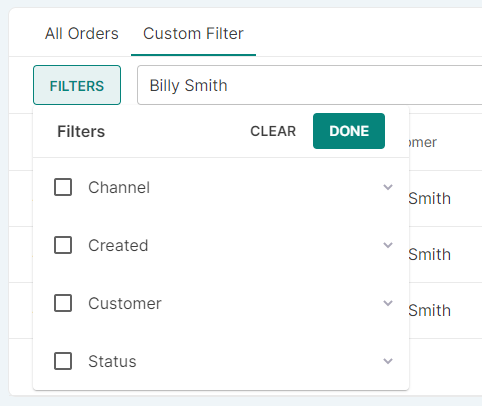 All Orders Custom Filter
FILTERS Billy Smith
Filters CLEAR DONE
omer
Channel Smith
Created Smith
Customer Smith
Status